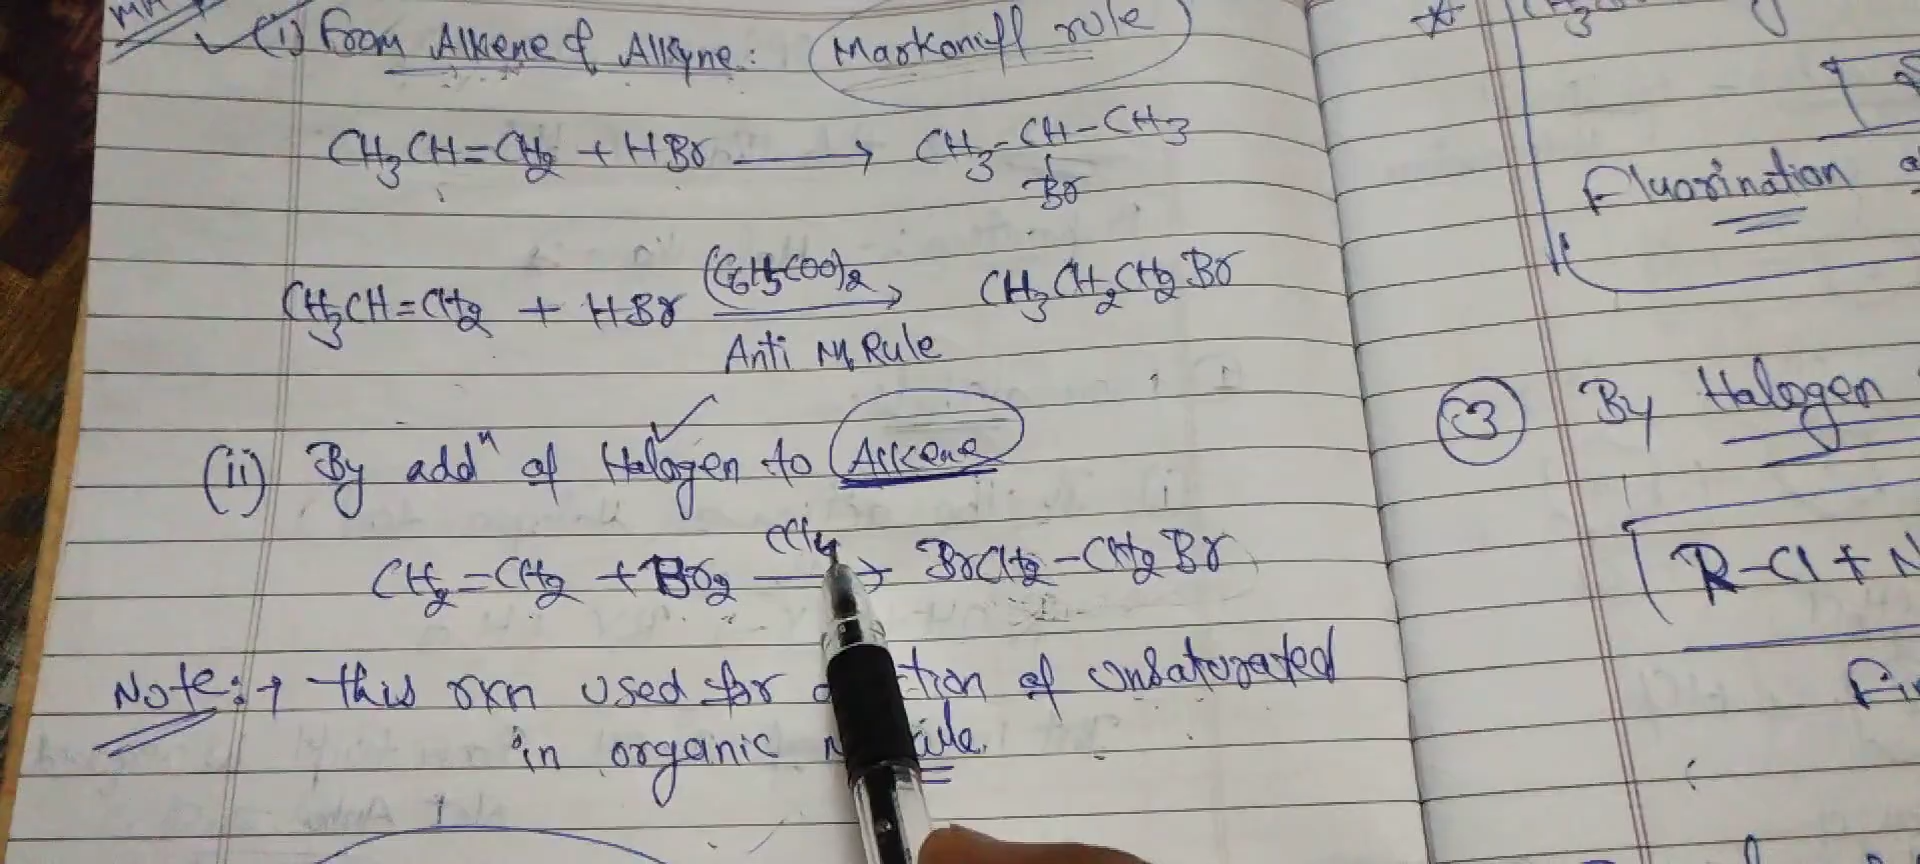 (i) From Alkene & Alkyne: Markoniff rule
CH3CH=CH2 + HBr → CH3-CH-CH3
Br
(C6H5COO)2
CH3CH=CH2 + HBr → CH3CH2CH2Br
Anti M Rule
(ii) By addn of Halogen to Alkene
CCl4
CH2=CH2 + Br2 → BrCH2-CH2Br
Note:→ this rxn used for of unsaturated
in organic
Fluorination
(3) By Halogen
R-Cl + N